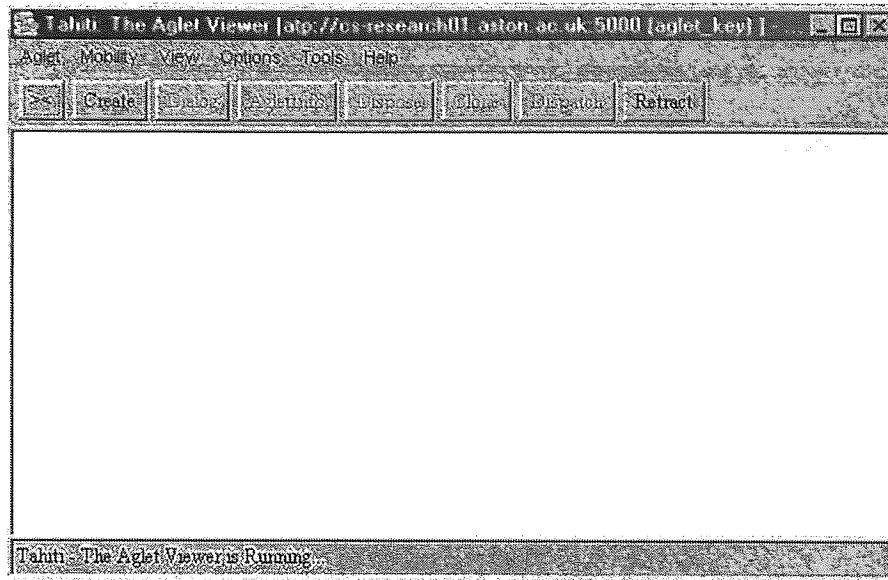 Tahiti: The Aglet Viewer [atp://cs-research01.aston.ac.uk:5000 (aglet_key) ] -
Aglet Mobility View Options Tools Help
>< Create Dialog AgletInfo Dispose Clone Dispatch Retract
Tahiti - The Aglet Viewer is Running...